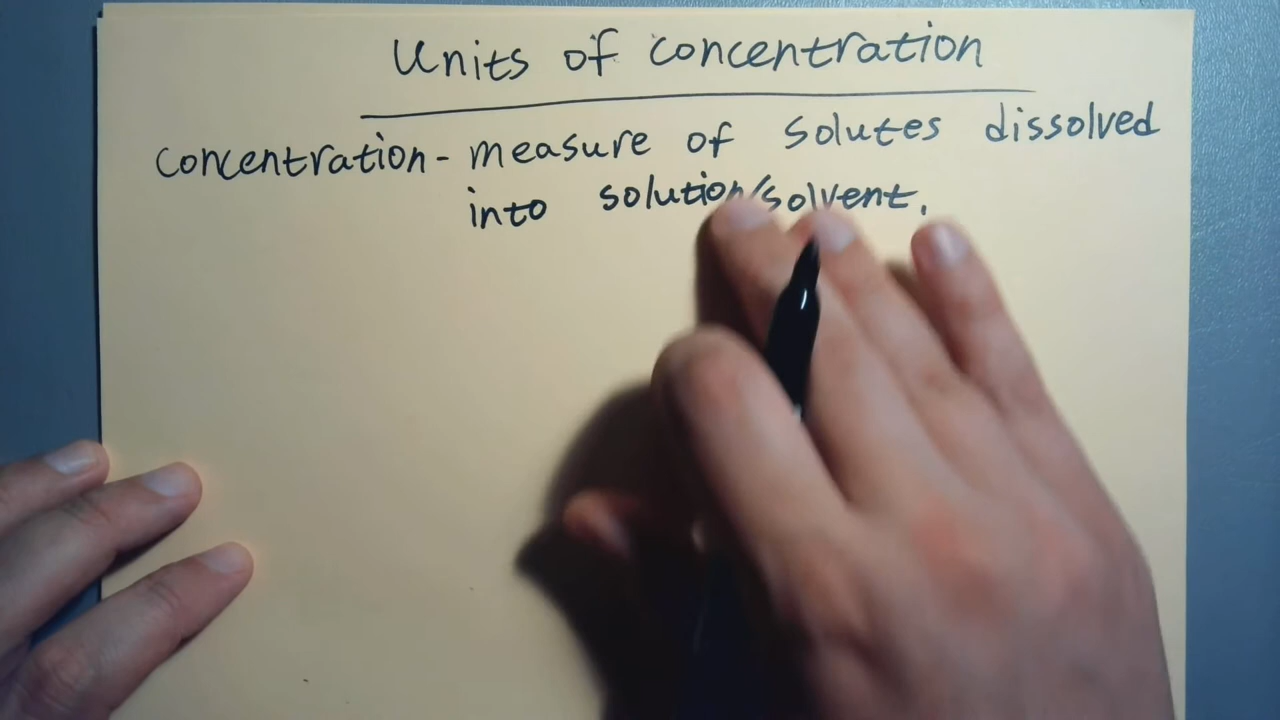 Units of concentration
concentration - measure of solutes dissolved
into solution/solvent.